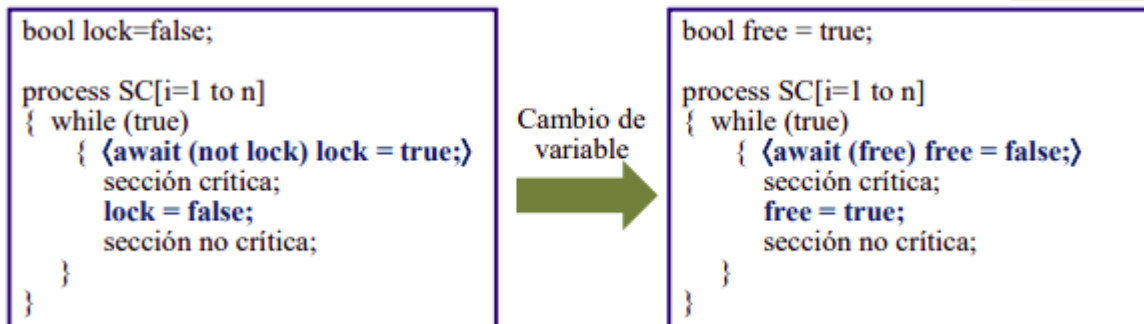 bool lock=false;
process SC[i=1 to n]
{ while (true)
{ ⟨await (not lock) lock = true;⟩
sección crítica;
lock = false;
sección no crítica;
}
}
Cambio de
variable
bool free = true;
process SC[i=1 to n]
{ while (true)
{ ⟨await (free) free = false;⟩
sección crítica;
free = true;
sección no crítica;
}
}